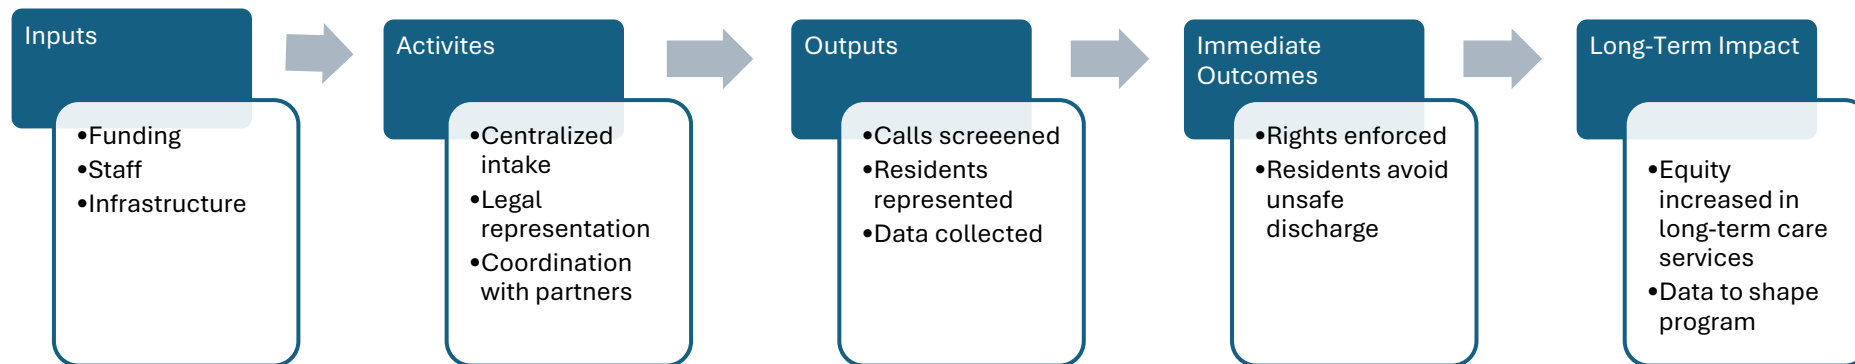 Inputs
•Funding
•Staff
•Infrastructure
Activites
•Centralized
intake
•Legal
representation
•Coordination
with partners
Outputs
•Calls screeened
•Residents
represented
•Data collected
Immediate
Outcomes
•Rights enforced
•Residents avoid
unsafe
discharge
Long-Term Impact
•Equity
increased in
long-term care
services
•Data to shape
program